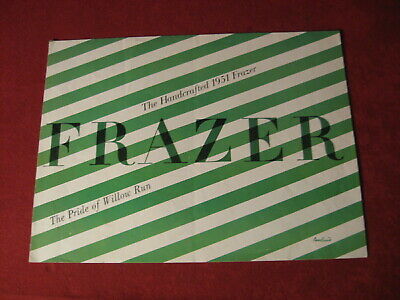 The Handcrafted 1951 Frazer
FRAZER
The Pride of Willow Run